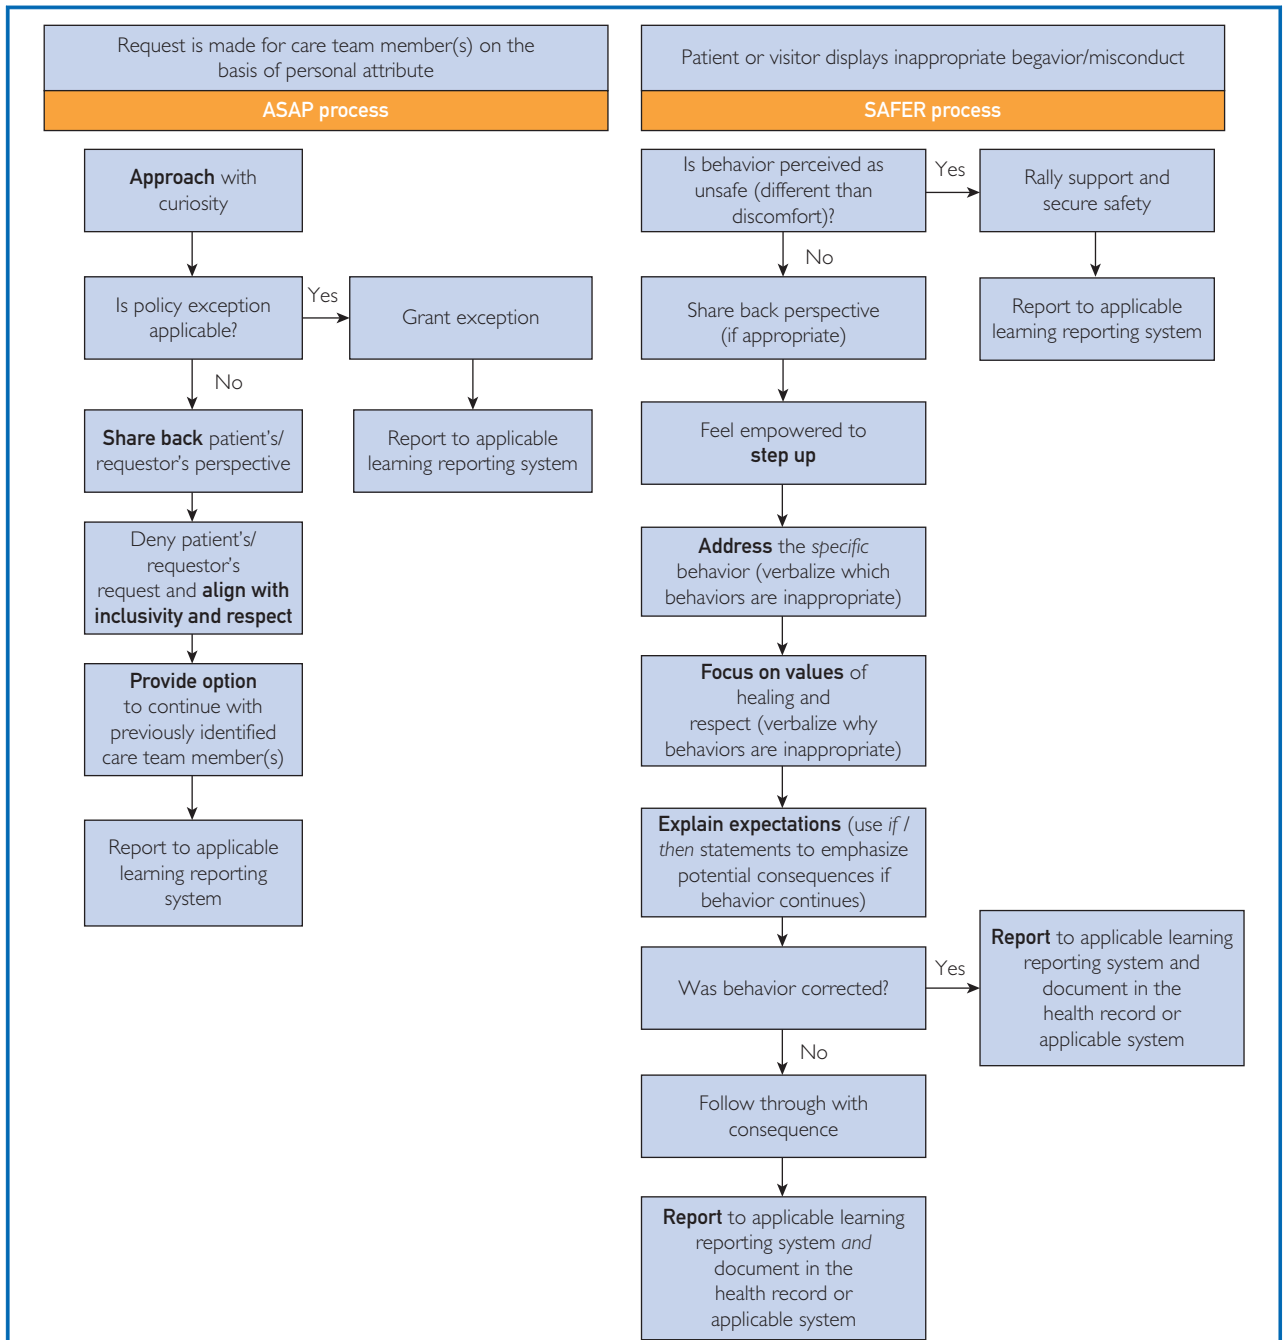 Request is made for care team member(s) on the
basis of personal attribute
ASAP process
Approach with
curiosity
Is policy exception
applicable?
Yes
Grant exception
No
Report to applicable
learning reporting system
Share back patient's/
requestor's perspective
Deny patient's/
requestor's
request and align with
inclusivity and respect
Provide option
to continue with
previously identified
care team member(s)
Report to applicable
learning reporting
system
Patient or visitor displays inappropriate begavior/misconduct
SAFER process
Is behavior perceived as
unsafe (different than
discomfort)?
Yes
Rally support and
secure safety
Report to applicable
learning reporting system
No
Share back perspective
(if appropriate)
Feel empowered to
step up
Address the specific
behavior (verbalize which
behaviors are inappropriate)
Focus on values of
healing and
respect (verbalize why
behaviors are inappropriate)
Explain expectations (use if /
then statements to emphasize
potential consequences if
behavior continues)
Was behavior corrected?
Yes
Report to applicable learning
reporting system and
document in the
health record or
applicable system
No
Follow through with
consequence
Report to applicable learning
reporting system and
document in the
health record or
applicable system